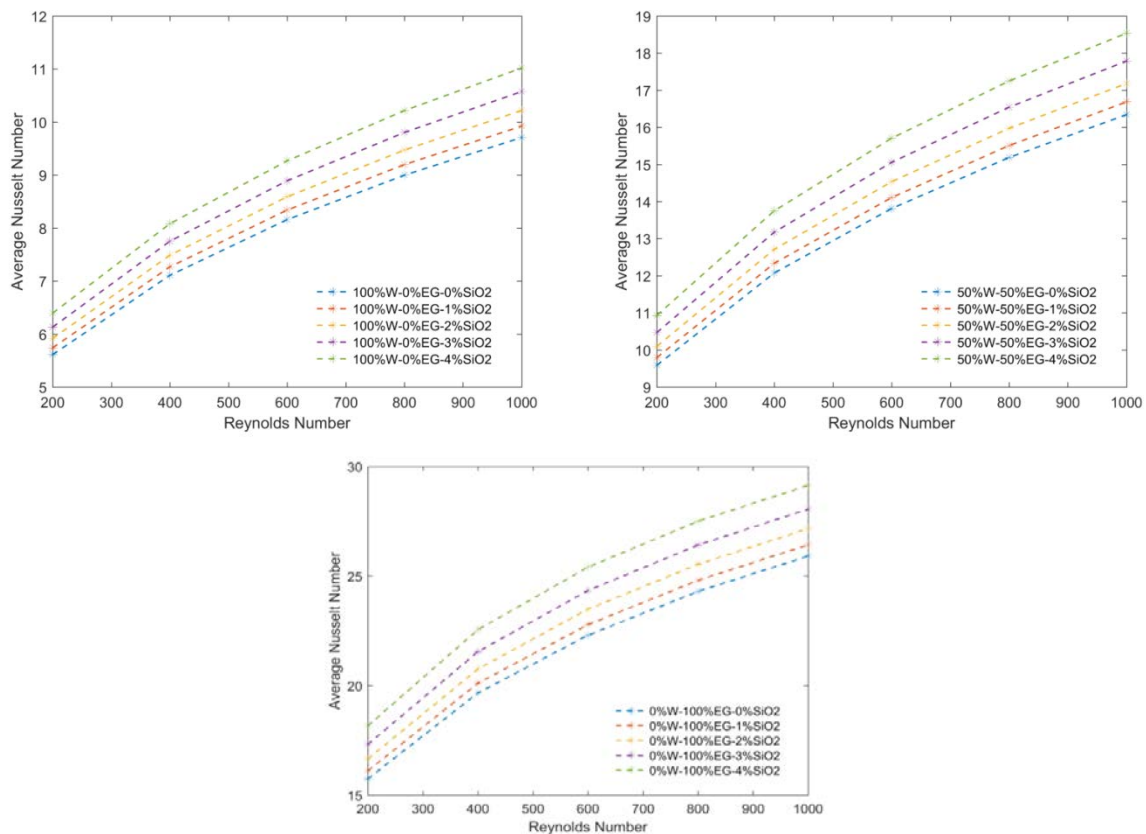 12
11
10
9
8
7
6
5
Average Nusselt Number
100%W-0%EG-0%SiO2
100%W-0%EG-1%SiO2
100%W-0%EG-2%SiO2
100%W-0%EG-3%SiO2
100%W-0%EG-4%SiO2
200 300 400 500 600 700 800 900 1000
Reynolds Number
19
18
17
16
15
14
13
12
11
10
9
Average Nusselt Number
50%W-50%EG-0%SiO2
50%W-50%EG-1%SiO2
50%W-50%EG-2%SiO2
50%W-50%EG-3%SiO2
50%W-50%EG-4%SiO2
200 300 400 500 600 700 800 900 1000
Reynolds Number
30
25
20
15
Average Nusselt Number
0%W-100%EG-0%SiO2
0%W-100%EG-1%SiO2
0%W-100%EG-2%SiO2
0%W-100%EG-3%SiO2
0%W-100%EG-4%SiO2
200 300 400 500 600 700 800 900 1000
Reynolds Number